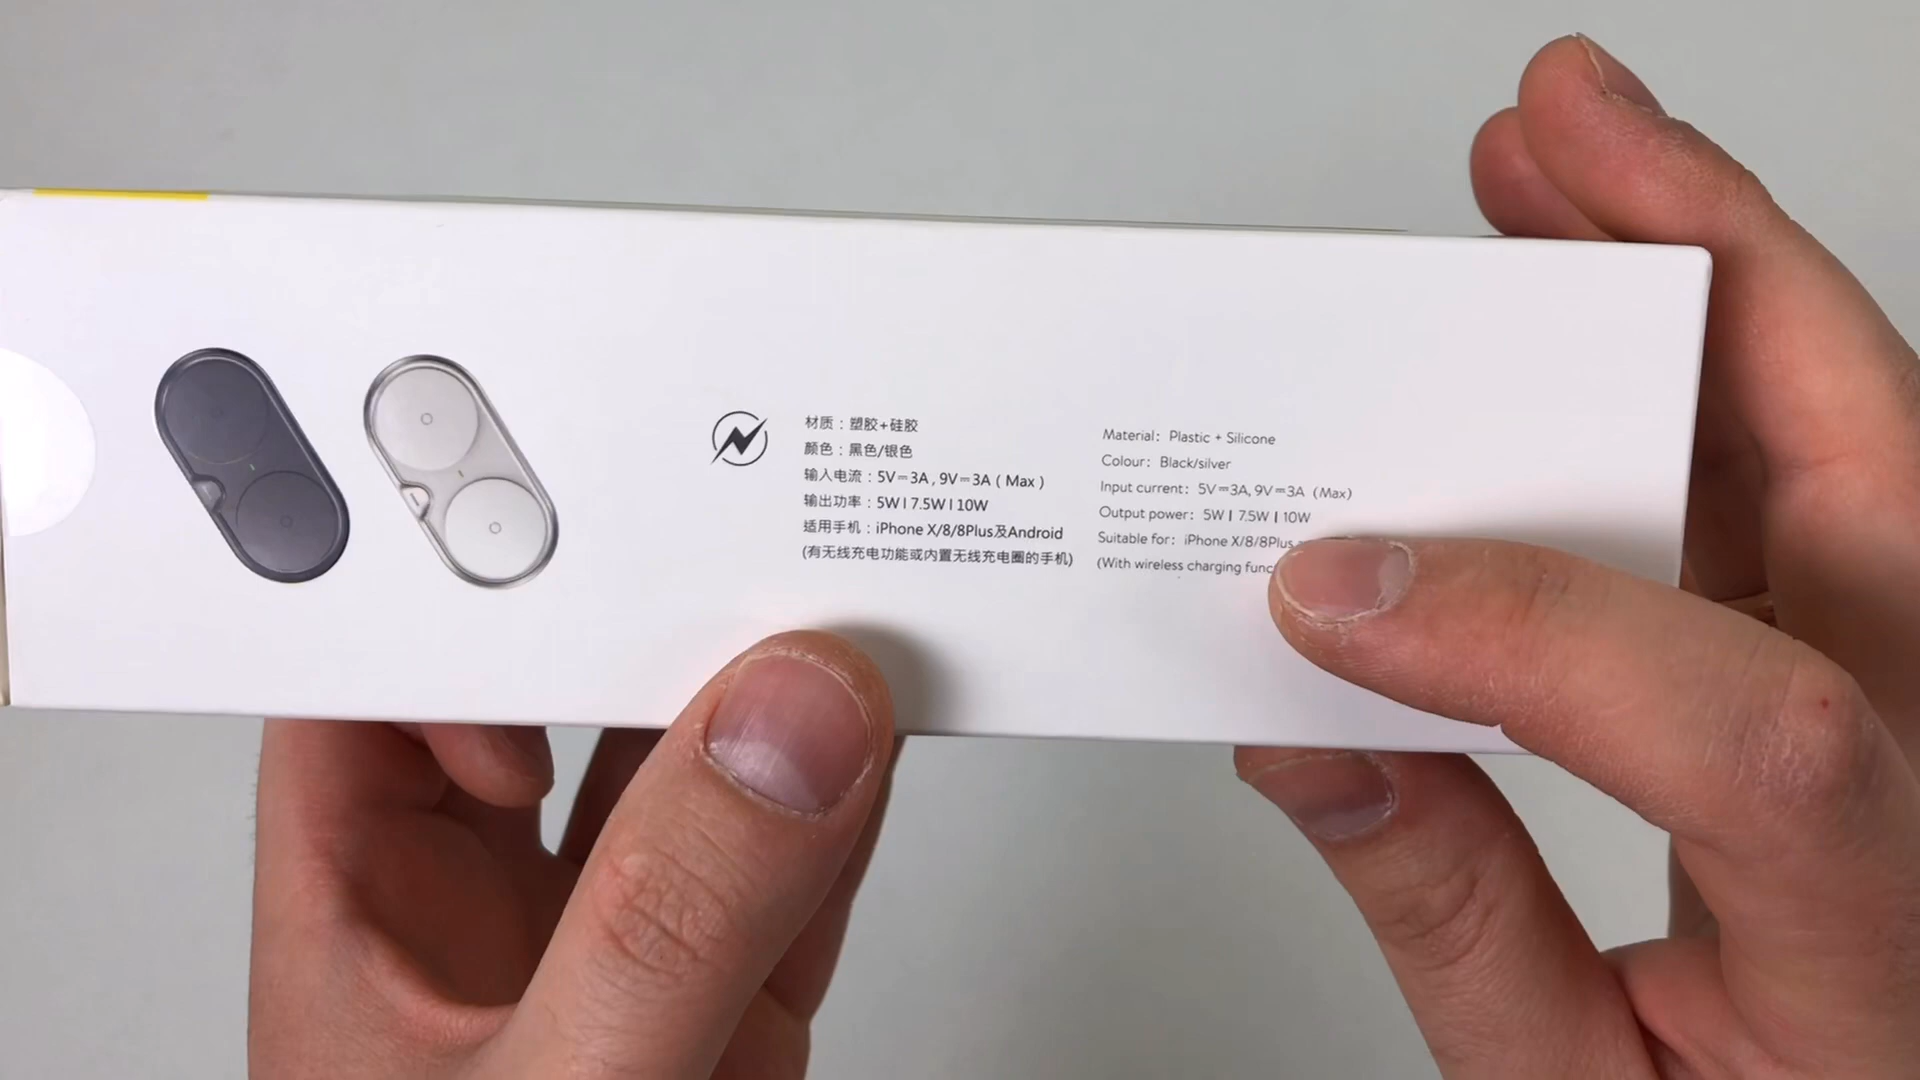 材质：塑胶+硅胶
颜色：黑色/银色
输入电流：5V⎓3A , 9V⎓3A ( Max )
输出功率：5W | 7.5W | 10W
适用手机：iPhone X/8/8Plus及Android
(有无线充电功能或内置无线充电圈的手机)
Material: Plastic + Silicone
Colour: Black/silver
Input current: 5V⎓3A, 9V⎓3A (Max)
Output power: 5W | 7.5W | 10W
Suitable for: iPhone X/8/8Plus
(With wireless charging